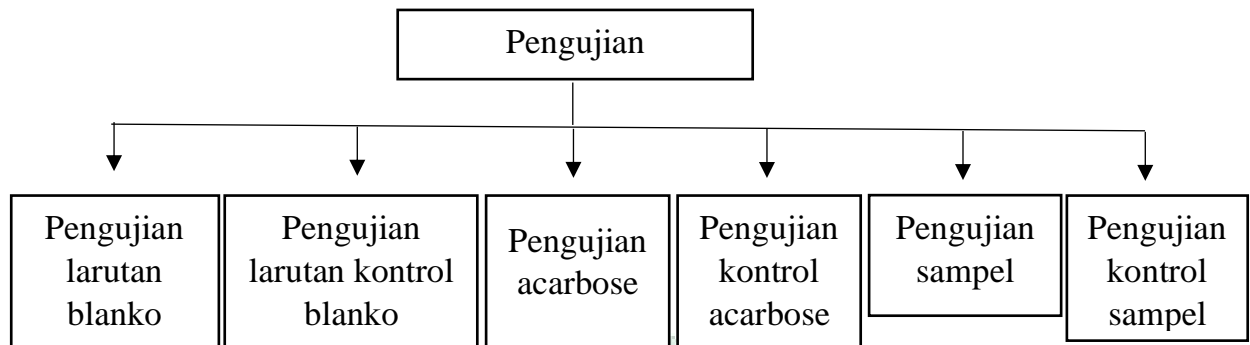 Pengujian
Pengujian
larutan
blanko
Pengujian
larutan kontrol
blanko
Pengujian
acarbose
Pengujian
kontrol
acarbose
Pengujian
sampel
Pengujian
kontrol
sampel